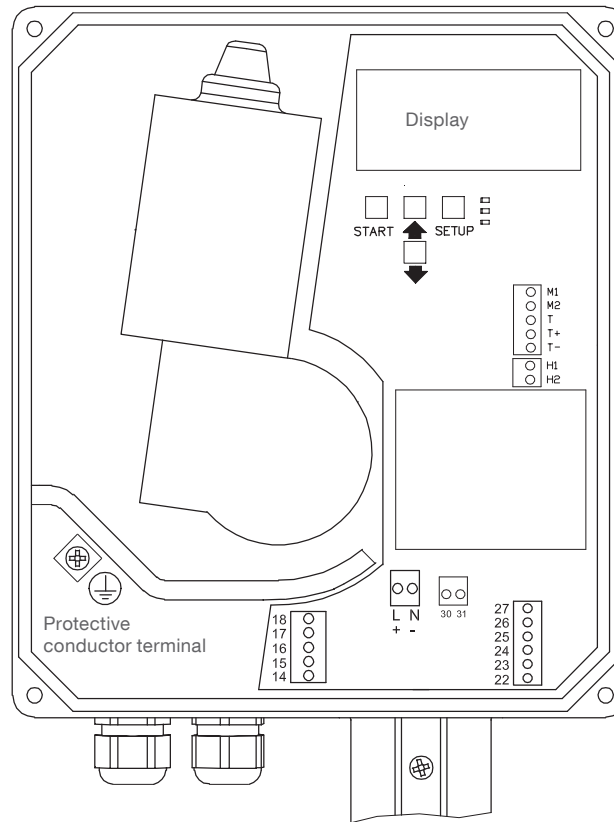 Display
START
SETUP
M1
M2
T
T+
T-
H1
H2
L N
+ -
30 31
27
26
25
24
23
22
18
17
16
15
14
Protective
conductor terminal